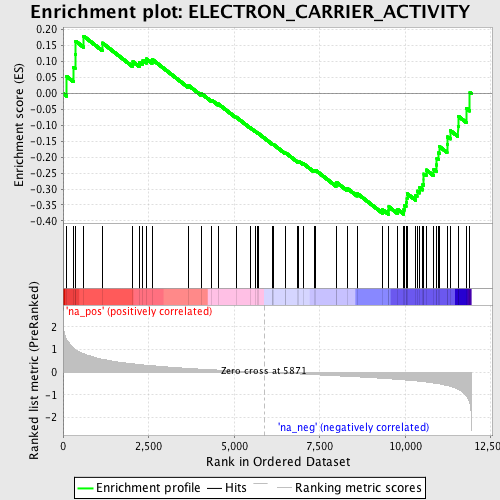 Enrichment plot: ELECTRON_CARRIER_ACTIVITY
Enrichment score (ES)
0.20
0.15
0.10
0.05
0.00
-0.05
-0.10
-0.15
-0.20
-0.25
-0.30
-0.35
-0.40
'na_pos' (positively correlated)
Ranked list metric (PreRanked)
2
1
0
-1
-2
Zero cross at 5871
'na_neg' (negatively correlated)
0
2,500
5,000
7,500
10,000
12,500
Rank in Ordered Dataset
Enrichment profile
Hits
Ranking metric scores